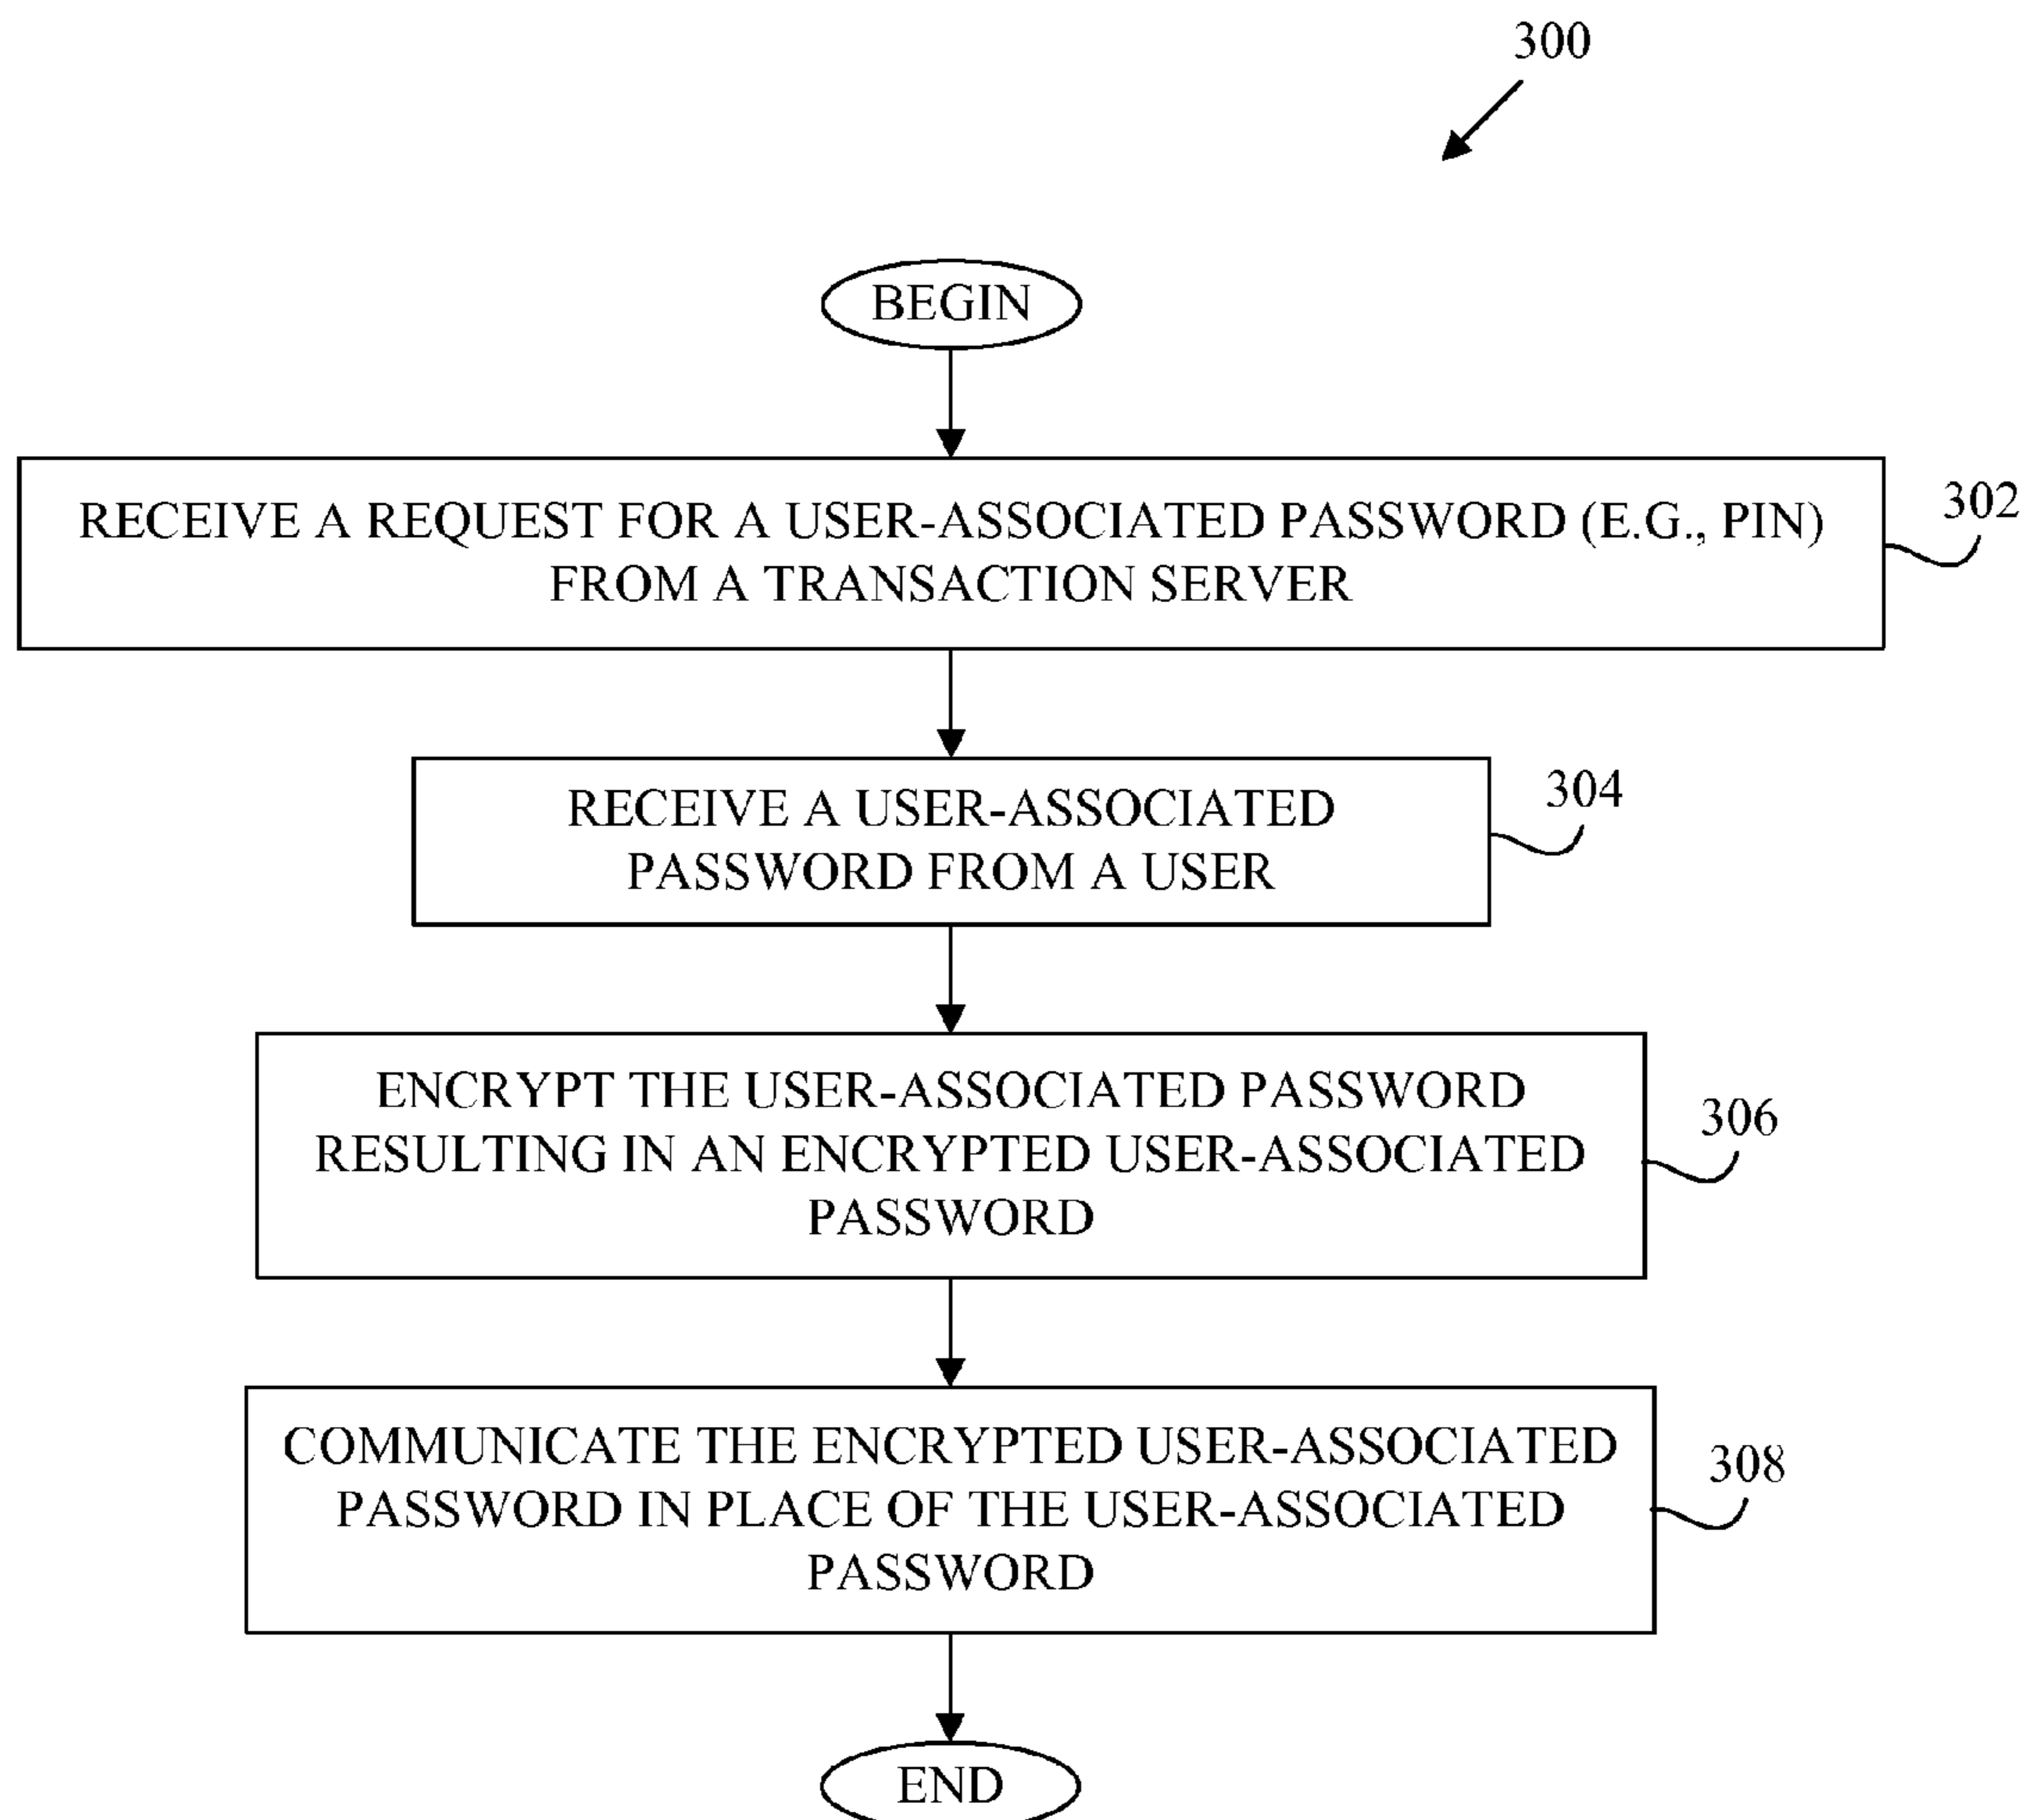 300
BEGIN
RECEIVE A REQUEST FOR A USER-ASSOCIATED PASSWORD (E.G., PIN)
FROM A TRANSACTION SERVER
302
RECEIVE A USER-ASSOCIATED
PASSWORD FROM A USER
304
ENCRYPT THE USER-ASSOCIATED PASSWORD
RESULTING IN AN ENCRYPTED USER-ASSOCIATED
PASSWORD
306
COMMUNICATE THE ENCRYPTED USER-ASSOCIATED
PASSWORD IN PLACE OF THE USER-ASSOCIATED
PASSWORD
308
END